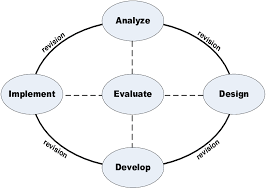 Analyze
revision
revision
Implement
Evaluate
Design
revision
revision
Develop